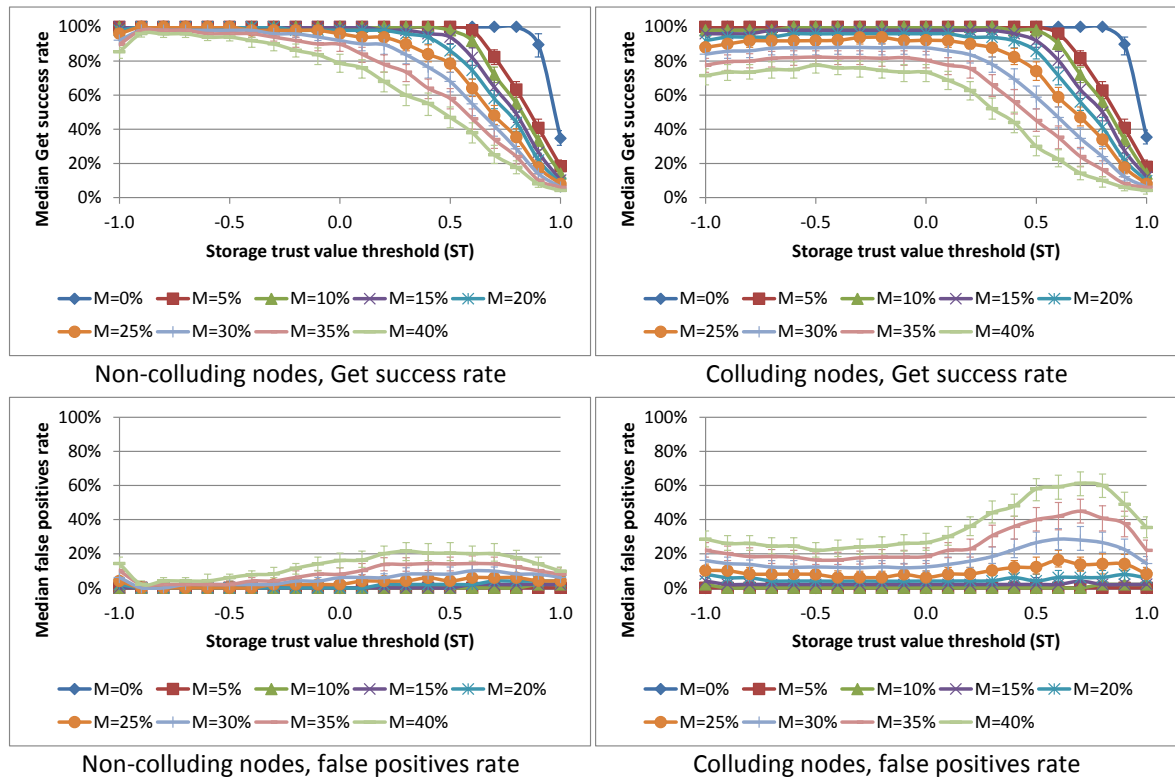 100%
80%
60%
40%
20%
0%
Median Get success rate
-1.0 -0.5 0.0 0.5 1.0
Storage trust value threshold (ST)
M=0% M=5% M=10% M=15% M=20%
M=25% M=30% M=35% M=40%
Non-colluding nodes, Get success rate
100%
80%
60%
40%
20%
0%
Median Get success rate
-1.0 -0.5 0.0 0.5 1.0
Storage trust value threshold (ST)
M=0% M=5% M=10% M=15% M=20%
M=25% M=30% M=35% M=40%
Colluding nodes, Get success rate
100%
80%
60%
40%
20%
0%
Median false positives rate
-1.0 -0.5 0.0 0.5 1.0
Storage trust value threshold (ST)
M=0% M=5% M=10% M=15% M=20%
M=25% M=30% M=35% M=40%
Non-colluding nodes, false positives rate
100%
80%
60%
40%
20%
0%
Median false positives rate
-1.0 -0.5 0.0 0.5 1.0
Storage trust value threshold (ST)
M=0% M=5% M=10% M=15% M=20%
M=25% M=30% M=35% M=40%
Colluding nodes, false positives rate